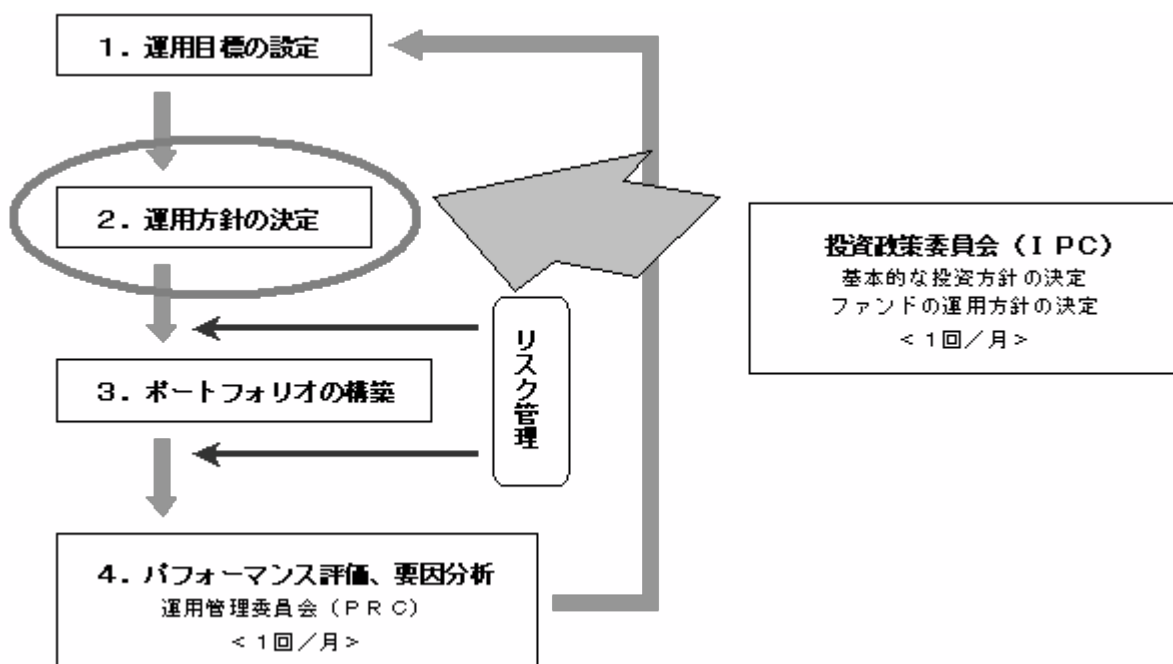 １．運用目標の設定
２．運用方針の決定
投資政策委員会（ＩＰＣ）
基本的な投資方針の決定
ファンドの運用方針の決定
＜１回／月＞
リスク管理
３．ポートフォリオの構築
４．パフォーマンス評価、要因分析
運用管理委員会（ＰＲＣ）
＜１回／月＞